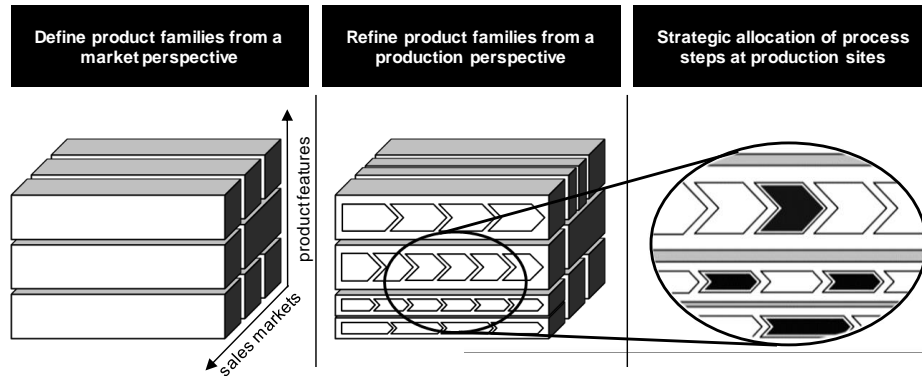 Define product families from a
market perspective
Refine product families from a
production perspective
Strategic allocation of process
steps at production sites
product features
sales markets